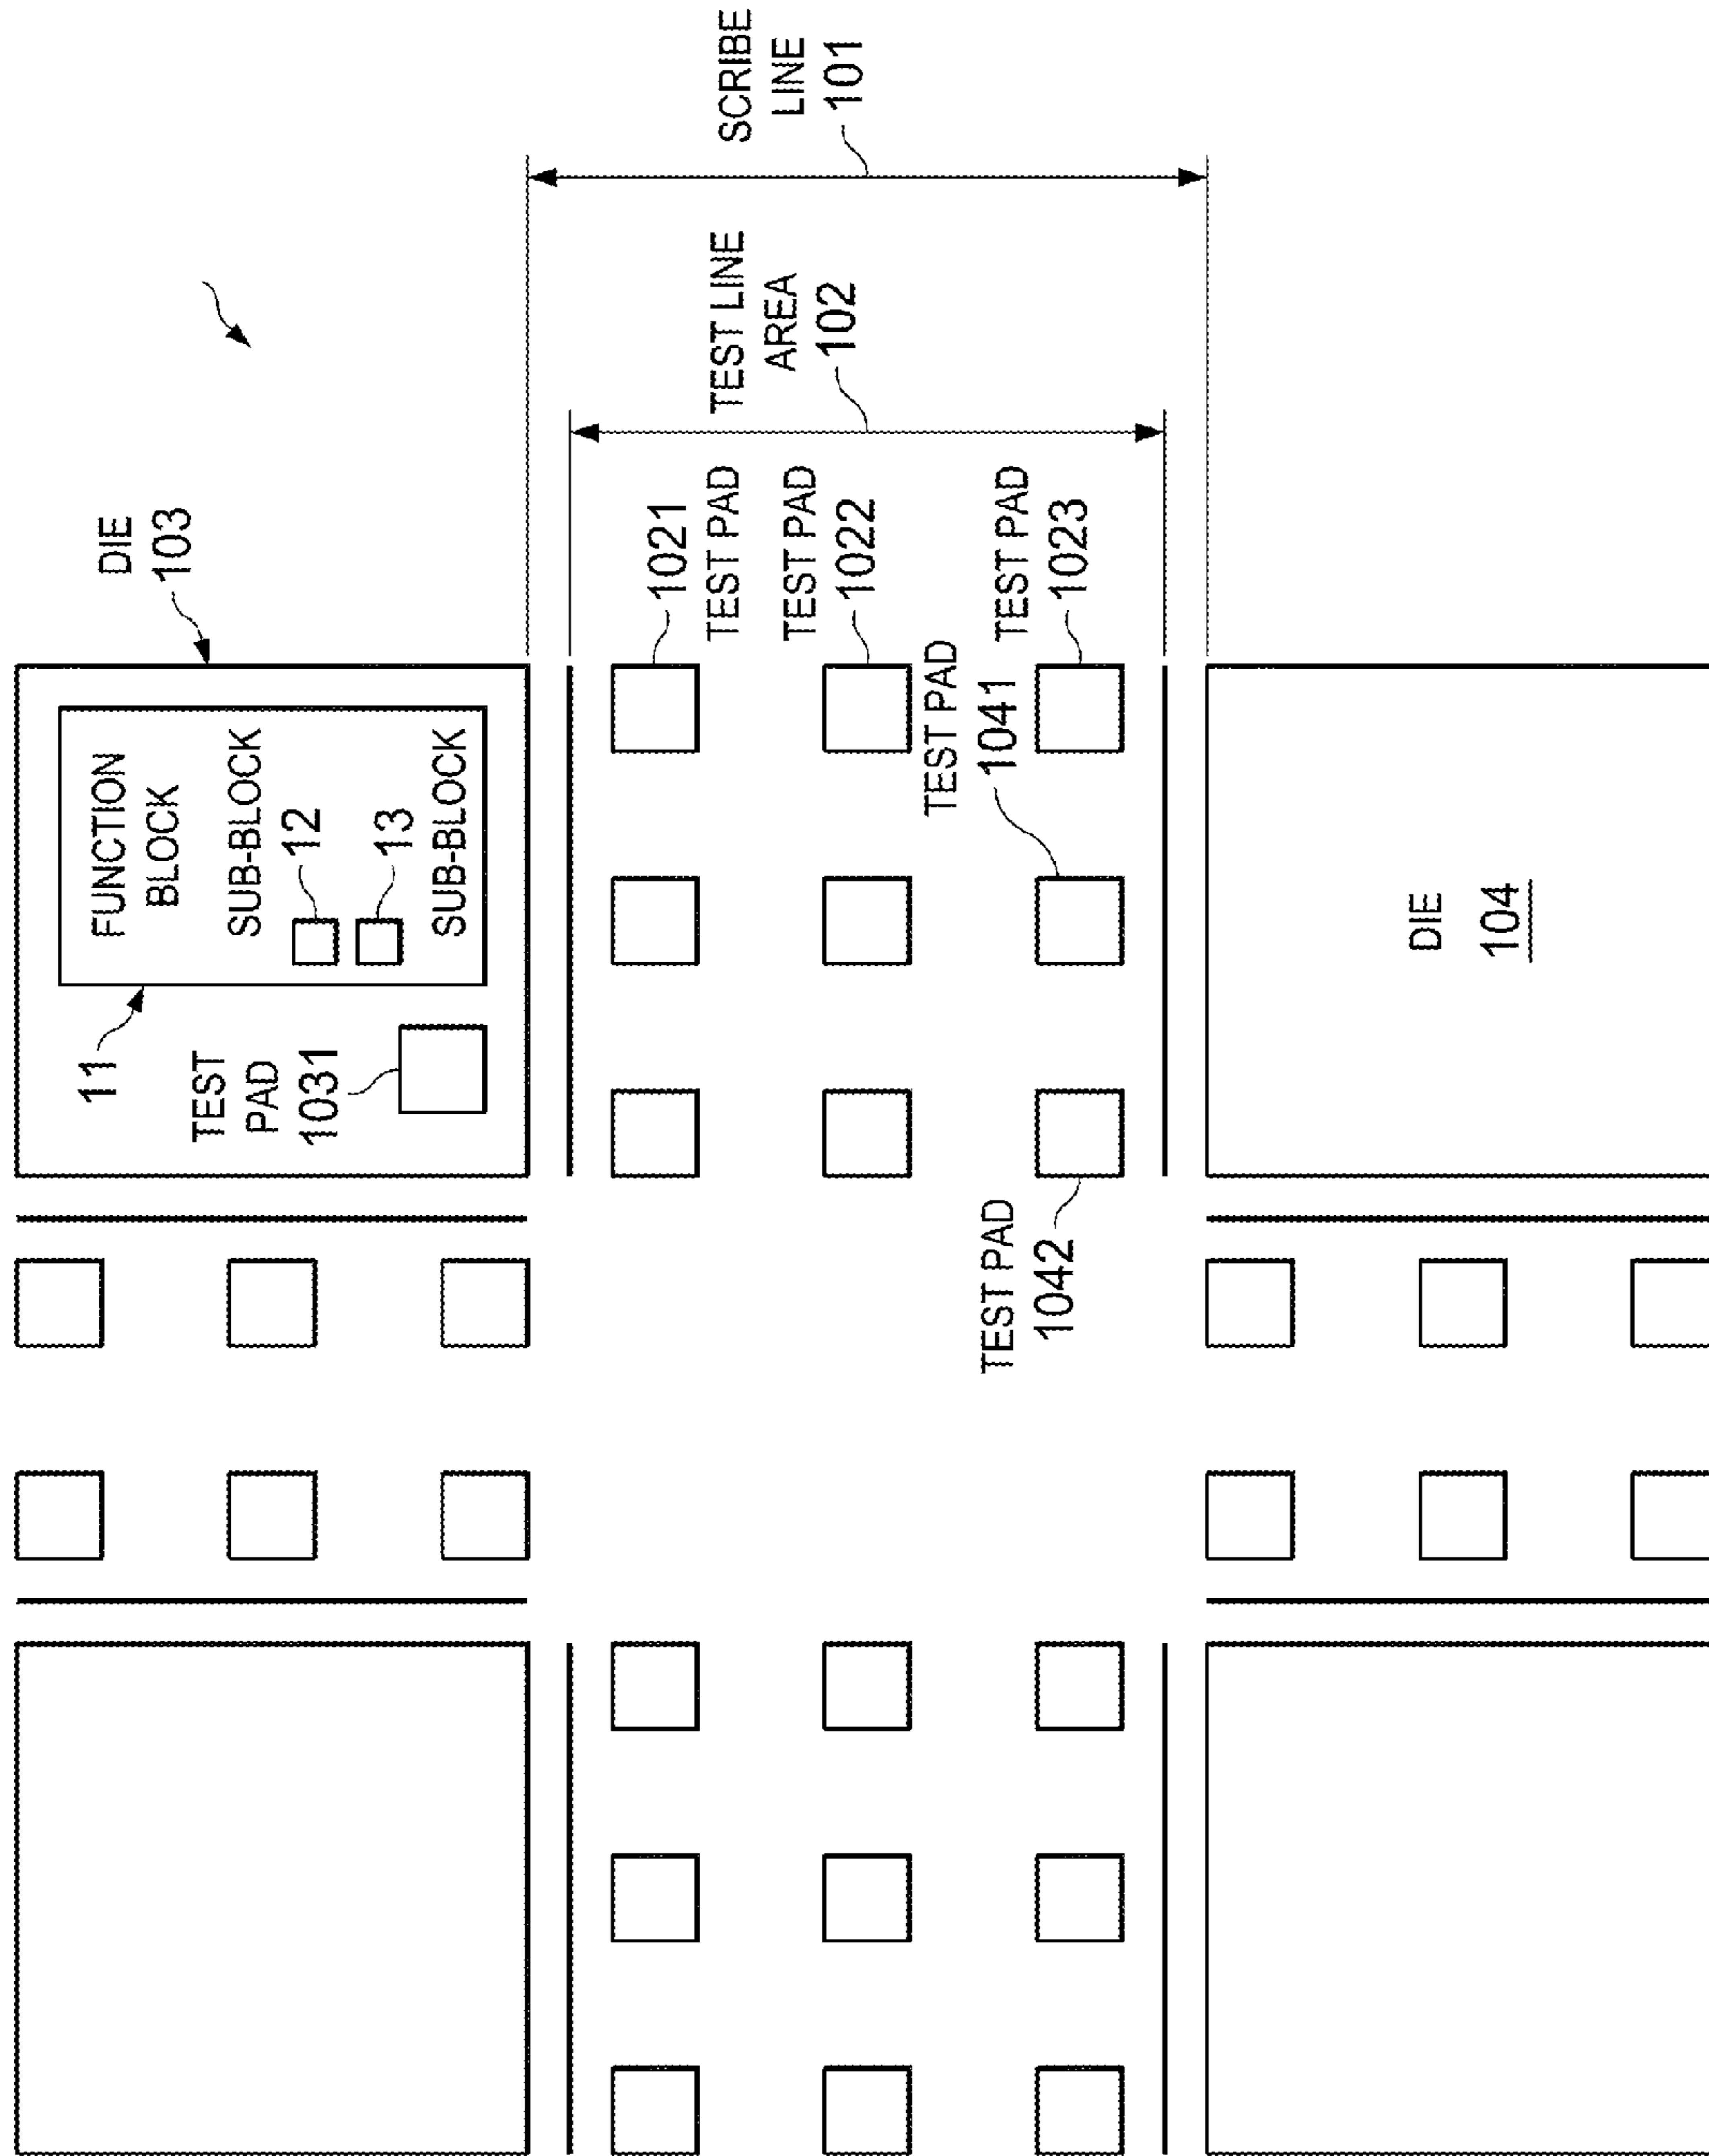 SCRIBE
LINE
101
TEST LINE
AREA
102
DIE
103
1021
TEST PAD
TEST PAD
1022
TEST PAD
1023
FUNCTION
BLOCK
SUB-BLOCK
12
13
SUB-BLOCK
11
TEST
PAD
1031
TEST PAD
1041
TEST PAD
1042
DIE
104